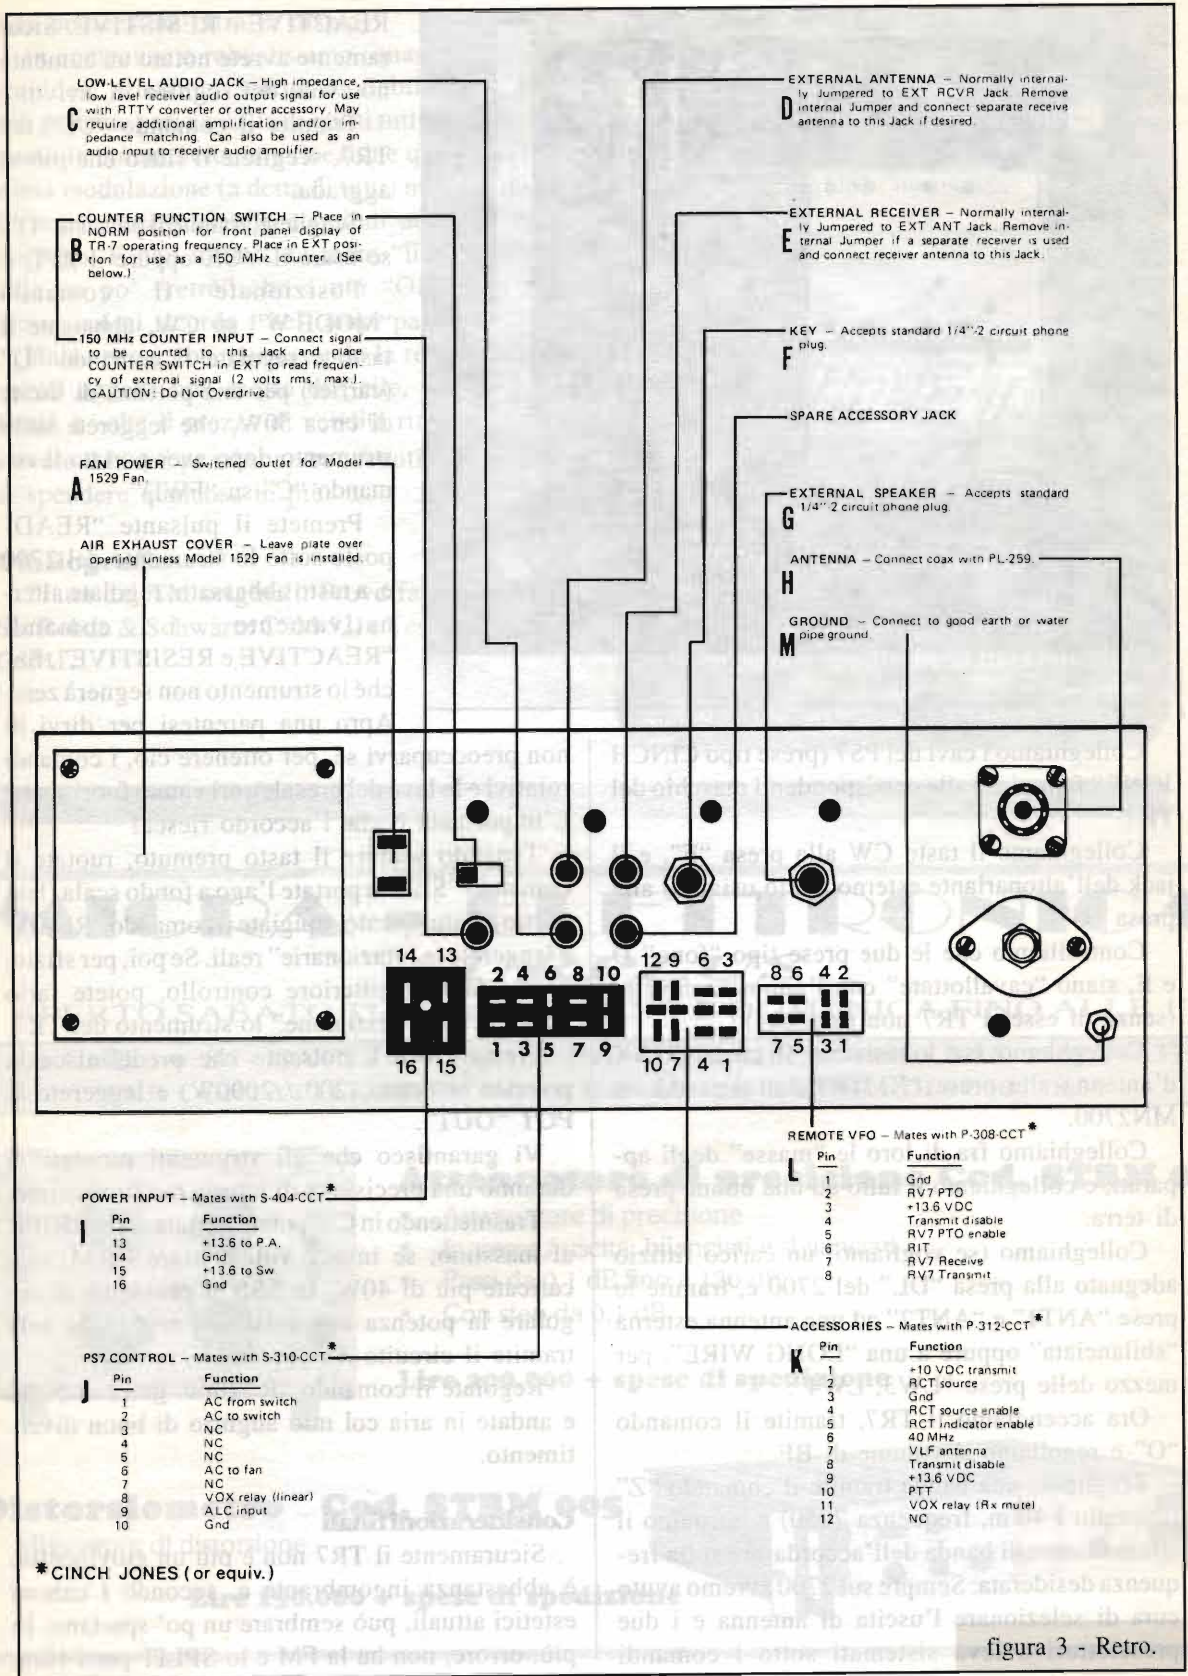 LOW-LEVEL AUDIO JACK – High impedance,
low level receiver audio output signal for use
with RTTY converter or other accessory. May
require additional amplification and/or im-
pedance matching. Can also be used as an
audio input to receiver audio amplifier.
C
COUNTER FUNCTION SWITCH – Place in
NORM position for front panel display of
TR-7 operating frequency. Place in EXT posi-
tion for use as a 150 MHz counter. (See
below.)
B
150 MHz COUNTER INPUT – Connect signal
to be counted to this Jack and place
COUNTER SWITCH in EXT to read frequen-
cy of external signal (2 volts rms, max.).
CAUTION: Do Not Overdrive.
FAN POWER – Switched outlet for Model
1529 Fan.
A
AIR EXHAUST COVER – Leave plate over
opening unless Model 1529 Fan is installed.
EXTERNAL ANTENNA – Normally internal-
ly Jumpered to EXT RCVR Jack. Remove
internal Jumper and connect separate receive
antenna to this Jack if desired.
D
EXTERNAL RECEIVER – Normally internal-
ly Jumpered to EXT ANT Jack. Remove in-
ternal Jumper if a separate receiver is used
and connect receiver antenna to this Jack.
E
KEY – Accepts standard 1/4"-2 circuit phone
plug.
F
SPARE ACCESSORY JACK
EXTERNAL SPEAKER – Accepts standard
1/4"-2 circuit phone plug.
G
ANTENNA – Connect coax with PL-259.
H
GROUND – Connect to good earth or water
pipe ground.
M
14 13
16 15
2 4 6 8 10
1 3 5 7 9
12 9 6 3
10 7 4 1
8 6 4 2
7 5 3 1
POWER INPUT – Mates with S-404-CCT*
I
Pin Function
13 +13.6 to P.A.
14 Gnd
15 +13.6 to Sw
16 Gnd
PS7 CONTROL – Mates with S-310-CCT*
J
Pin Function
1 AC from switch
2 AC to switch
3 NC
4 NC
5 NC
6 AC to fan
7 NC
8 VOX relay (linear)
9 ALC input
10 Gnd
REMOTE VFO – Mates with P-308-CCT*
L
Pin Function
1 Gnd
2 RV7 PTO
3 +13.6 VDC
4 Transmit disable
5 RV7 PTO enable
6 RIT
7 RV7 Receive
8 RV7 Transmit
ACCESSORIES – Mates with P-312-CCT*
K
Pin Function
1 +10 VDC transmit
2 RCT source
3 Gnd
4 RCT source enable
5 RCT indicator enable
6 40 MHz
7 VLF antenna
8 Transmit disable
9 +13.6 VDC
10 PTT
11 VOX relay (Rx mute)
12 NC
*CINCH JONES (or equiv.)
figura 3 - Retro.